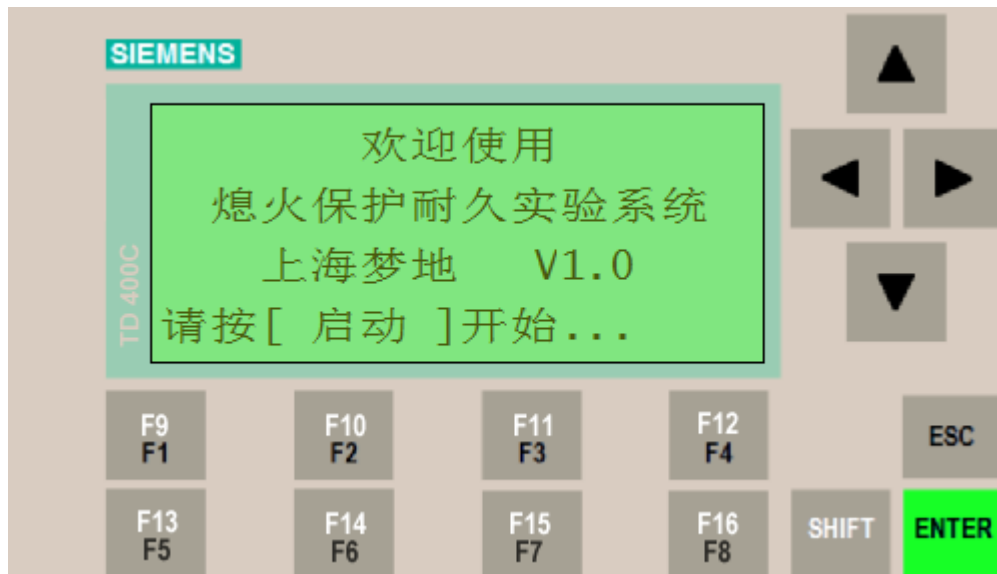 SIEMENS
欢迎使用
熄火保护耐久实验系统
上海梦地 V1.0
请按[ 启动 ]开始...
TD 400C
F9 F10 F11 F12
F1 F2 F3 F4
ESC
F13 F14 F15 F16
F5 F6 F7 F8
SHIFT ENTER